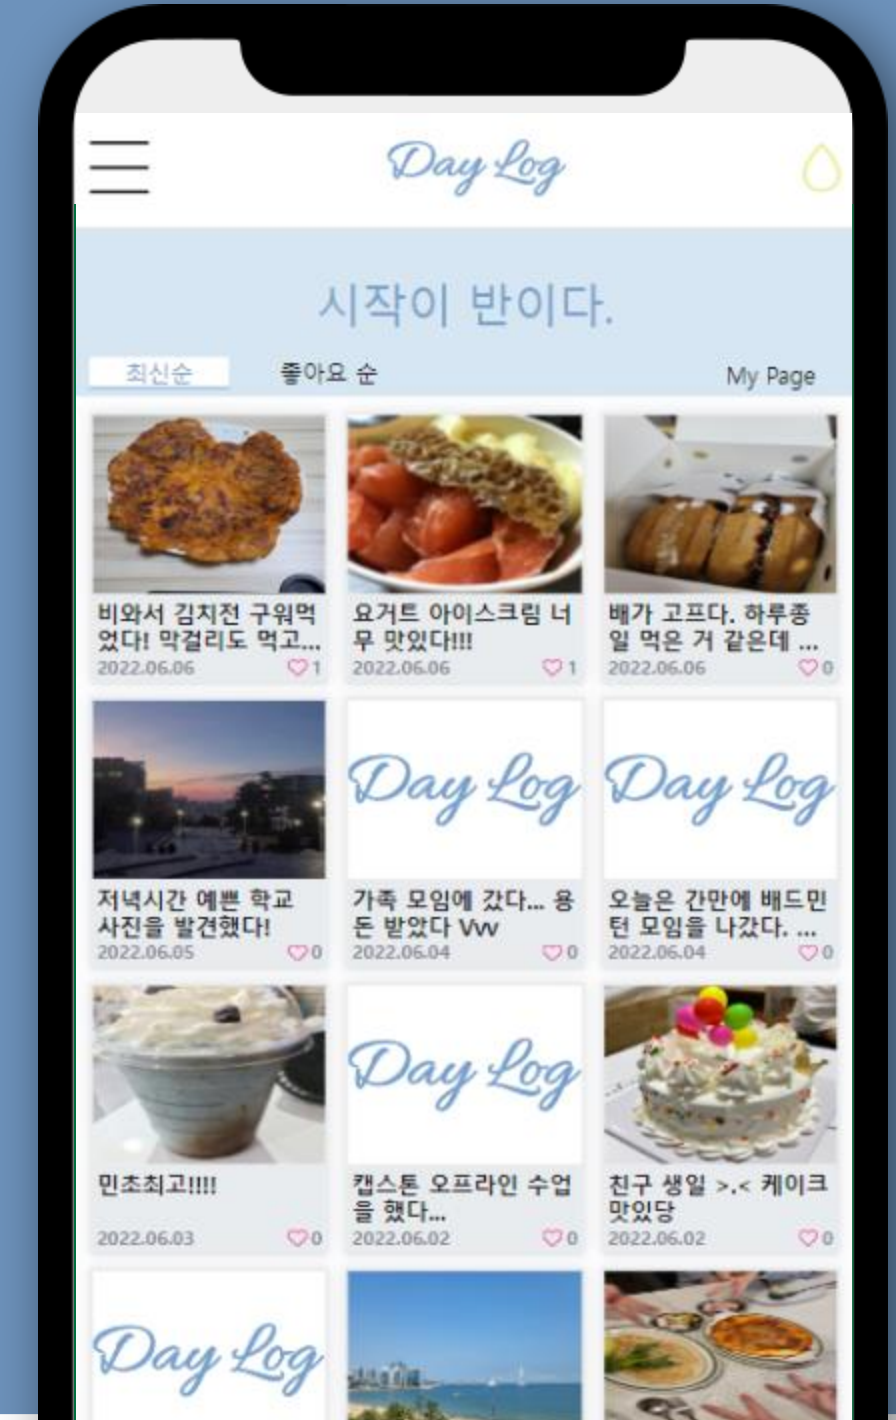 Day Log
시작이 반이다.
최신순 좋아요 순 My Page
비와서 김치전 구워먹
었다! 막걸리도 먹고...
2022.06.06 1
요거트 아이스크림 너
무 맛있다!!!
2022.06.06 1
배가 고프다. 하루종
일 먹은 거 같은데 ...
2022.06.06 0
저녁시간 예쁜 학교
사진을 발견했다!
2022.06.05 0
Day Log
가족 모임에 갔다... 용
돈 받았다 VvV
2022.06.04 0
Day Log
오늘은 간만에 배드민
턴 모임을 나갔다. ...
2022.06.04 0
민초최고!!!!
2022.06.03 0
Day Log
캡스톤 오프라인 수업
을 했다...
2022.06.02 0
친구 생일 >.< 케이크
맛있당
2022.06.02 0
Day Log